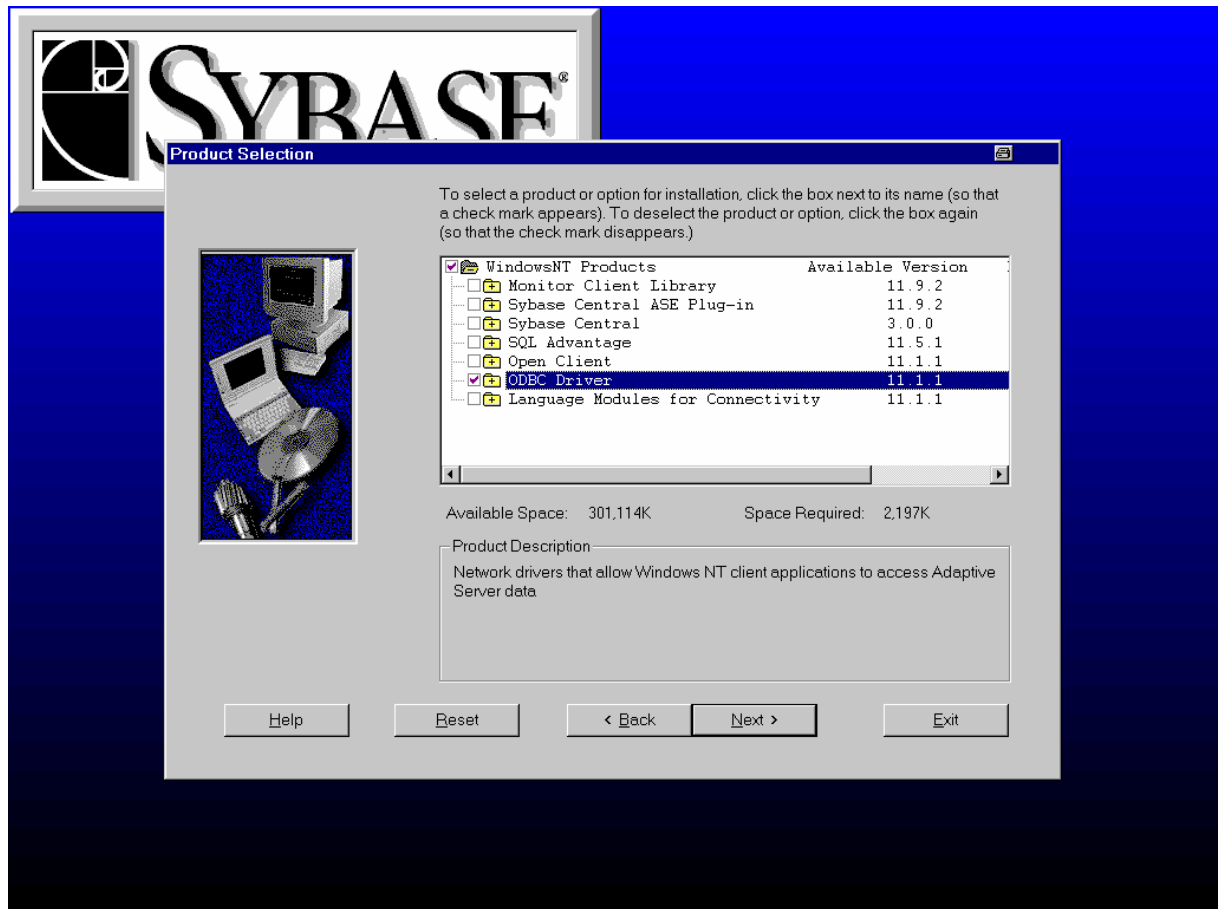 SYBASE®
Product Selection
To select a product or option for installation, click the box next to its name (so that
a check mark appears). To deselect the product or option, click the box again
(so that the check mark disappears.)
WindowsNT Products Available Version
Monitor Client Library 11.9.2
Sybase Central ASE Plug-in 11.9.2
Sybase Central 3.0.0
SQL Advantage 11.5.1
Open Client 11.1.1
ODBC Driver 11.1.1
Language Modules for Connectivity 11.1.1
Available Space: 301,114K Space Required: 2,197K
Product Description
Network drivers that allow Windows NT client applications to access Adaptive
Server data
Help Reset < Back Next > Exit